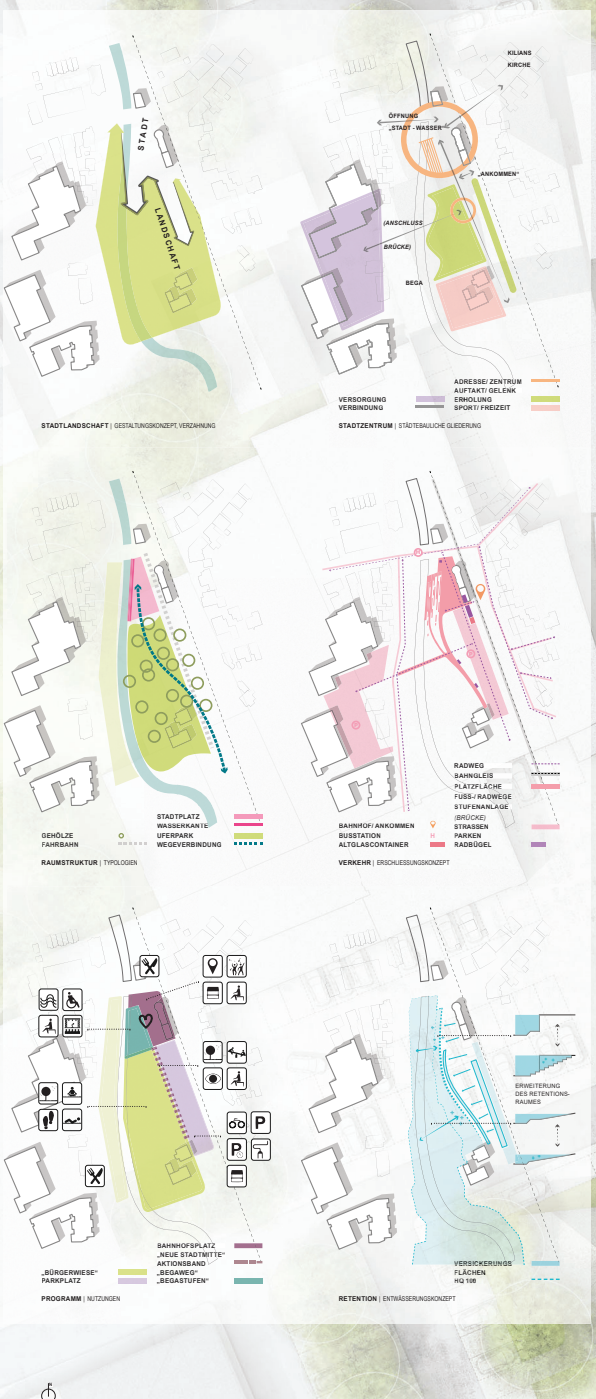 STADT
LANDSCHAFT
STADTLANDSCHAFT | GESTALTUNGSKONZEPT, VERZAHNUNG
KILIANS
KIRCHE
ÖFFNUNG
„STADT - WASSER“
„ANKOMMEN“
(ANSCHLUSS
BRÜCKE)
BEGA
ADRESSE/ ZENTRUM
AUFTAKT/ GELENK
VERSORGUNG
ERHOLUNG
VERBINDUNG
SPORT/ FREIZEIT
STADTZENTRUM | STÄDTEBAULICHE GLIEDERUNG
STADTPLATZ
WASSERKANTE
GEHÖLZE
UFERPARK
FAHRBAHN
WEGEVERBINDUNG
RAUMSTRUKTUR | TYPOLOGIEN
H
P
P
RADWEG
BAHNGLEIS
PLATZFLÄCHE
FUSS-/ RADWEGE
STUFENANLAGE
(BRÜCKE)
BAHNHOF/ ANKOMMEN
STRASSEN
BUSSTATION
H
PARKEN
ALTGLASCONTAINER
RADBÜGEL
VERKEHR | ERSCHLIESSUNGSKONZEPT
P
P
BAHNHOFSPLATZ
„NEUE STADTMITTE“
AKTIONSBAND
„BÜRGERWIESE“
„BEGAWEG“
PARKPLATZ
„BEGASTUFEN“
PROGRAMM | NUTZUNGEN
ERWEITERUNG
DES RETENTIONS-
RAUMES
VERSICKERUNGS
FLÄCHEN
HQ 100
RETENTION | ENTWÄSSERUNGSKONZEPT
N